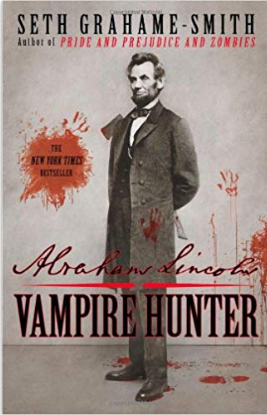 SETH GRAHAME-SMITH
Author of PRIDE AND PREJUDICE AND ZOMBIES
THE
NEW YORK TIMES
BESTSELLER
Abraham Lincoln
VAMPIRE HUNTER